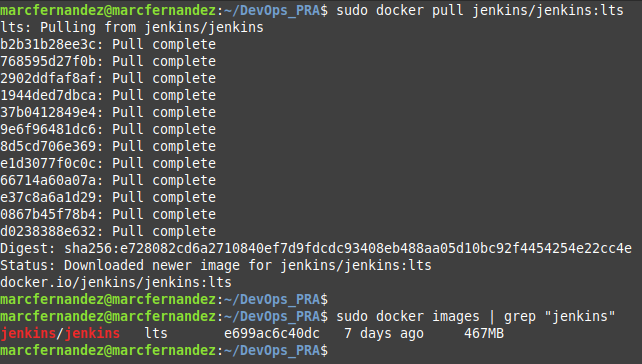 marcfernandez@marcfernandez:~/DevOps_PRA$ sudo docker pull jenkins/jenkins:lts
lts: Pulling from jenkins/jenkins
b2b31b28ee3c: Pull complete
768595d27f0b: Pull complete
2902ddfaf8af: Pull complete
1944ded7dbca: Pull complete
37b0412849e4: Pull complete
9e6f96481dc6: Pull complete
8d5cd706e369: Pull complete
e1d3077f0c0c: Pull complete
66714a60a07a: Pull complete
e37c8a6a1d29: Pull complete
0867b45f78b4: Pull complete
d0238388e632: Pull complete
Digest: sha256:e728082cd6a2710840ef7d9fdcdc93408eb488aa05d10bc92f4454254e22cc4e
Status: Downloaded newer image for jenkins/jenkins:lts
docker.io/jenkins/jenkins:lts
marcfernandez@marcfernandez:~/DevOps_PRA$
marcfernandez@marcfernandez:~/DevOps_PRA$ sudo docker images | grep "jenkins"
jenkins/jenkins   lts       e699ac6c40dc   7 days ago     467MB
marcfernandez@marcfernandez:~/DevOps_PRA$